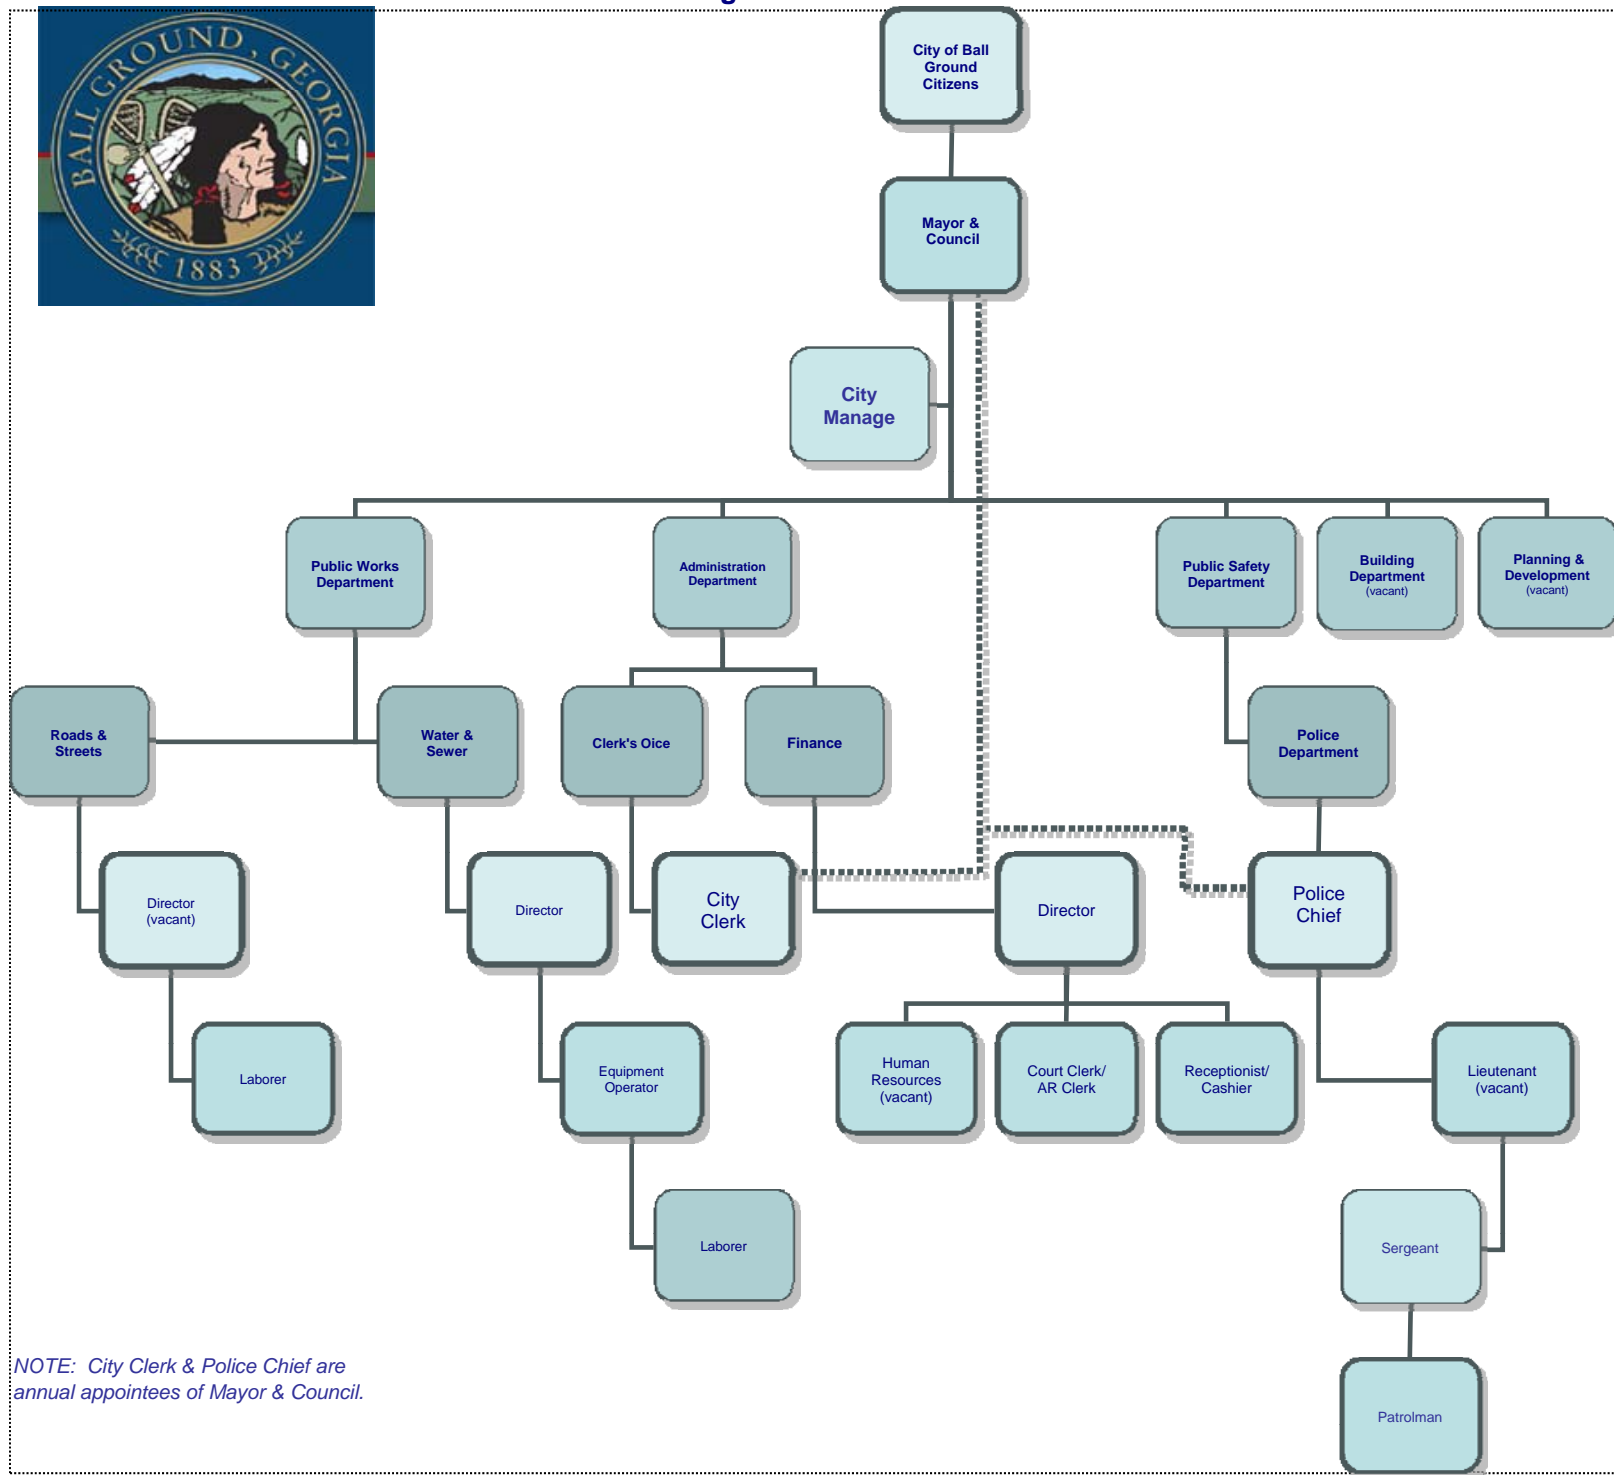 BALL GROUND, GEORGIA
1883
City of Ball
Ground
Citizens
Mayor &
Council
City
Manage
Public Works
Department
Administration
Department
Public Safety
Department
Building
Department
(vacant)
Planning &
Development
(vacant)
Roads &
Streets
Water &
Sewer
Clerk's Oice
Finance
Police
Department
Director
(vacant)
Director
City
Clerk
Director
Police
Chief
Laborer
Equipment
Operator
Human
Resources
(vacant)
Court Clerk/
AR Clerk
Receptionist/
Cashier
Lieutenant
(vacant)
Laborer
Sergeant
Patrolman
NOTE: City Clerk & Police Chief are
annual appointees of Mayor & Council.